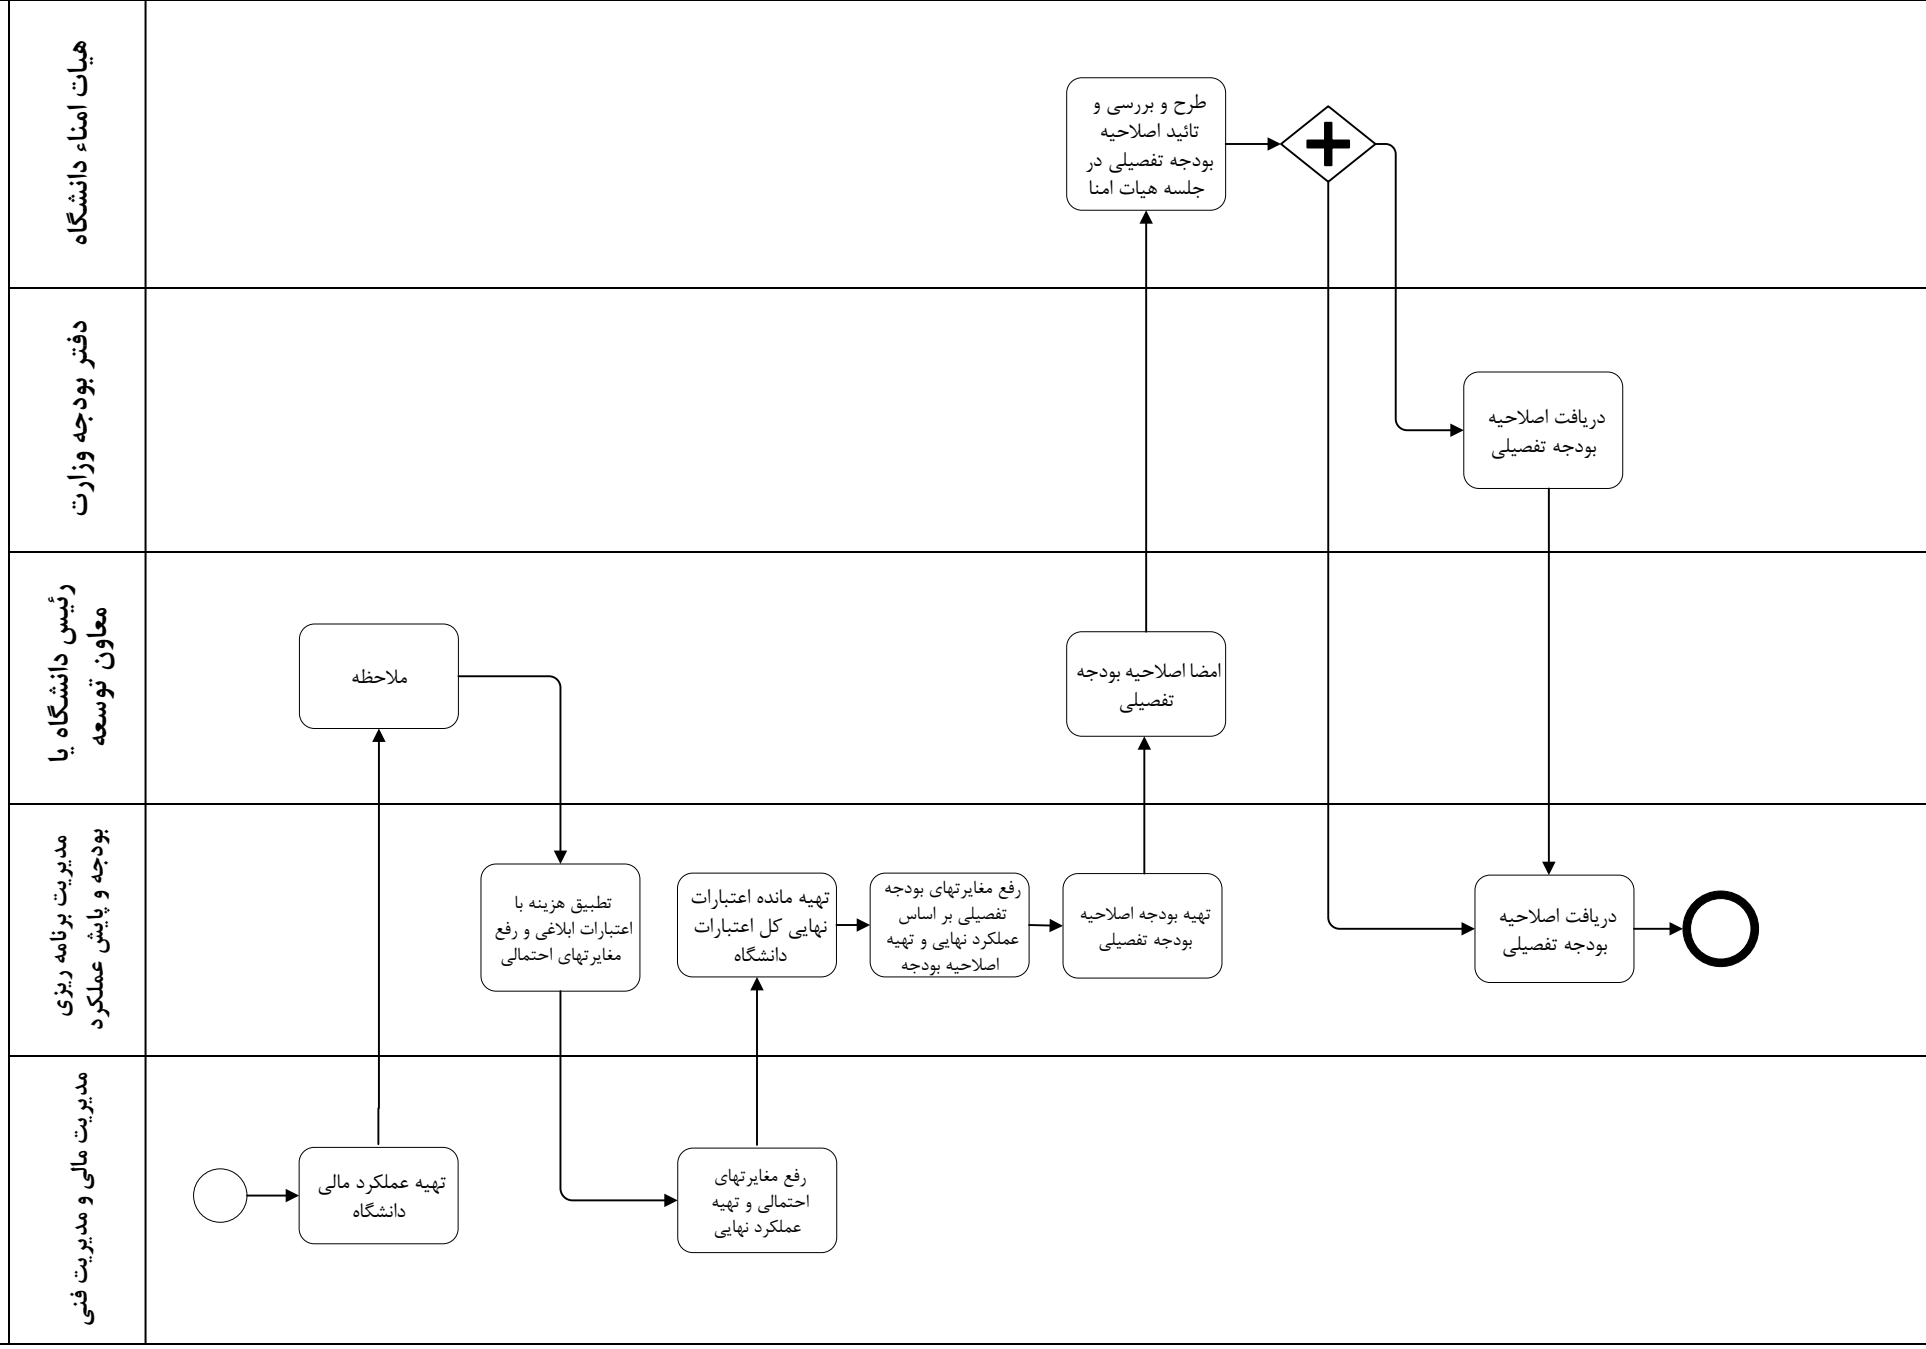 هیات امناء دانشگاه
طرح و بررسی و
تائید اصلاحیه
بودجه تفصیلی در
جلسه هیات امنا
دفتر بودجه وزارت
دریافت اصلاحیه
بودجه تفصیلی
رئیس دانشگاه یا
معاون توسعه
ملاحظه
امضا اصلاحیه بودجه
تفصیلی
مدیریت برنامه ریزی
بودجه و پایش عملکرد
تطبیق هزینه با
اعتبارات ابلاغی و رفع
مغایرتهای احتمالی
تهیه مانده اعتبارات
نهایی کل اعتبارات
دانشگاه
رفع مغایرتهای بودجه
تفصیلی بر اساس
عملکرد نهایی و تهیه
اصلاحیه بودجه
تهیه بودجه اصلاحیه
بودجه تفصیلی
دریافت اصلاحیه
بودجه تفصیلی
مدیریت مالی و مدیریت فنی
تهیه عملکرد مالی
دانشگاه
رفع مغایرتهای
احتمالی و تهیه
عملکرد نهایی